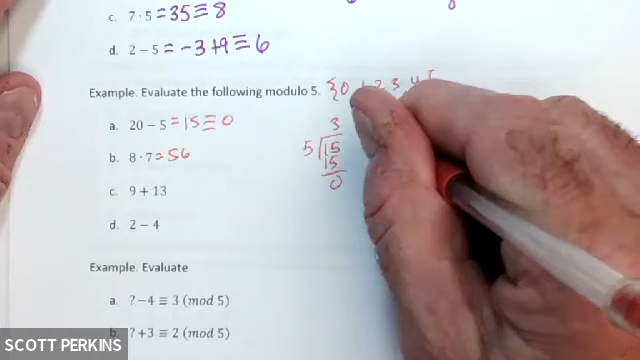 c. 7 · 5 = 35 ≡ 8
d. 2 − 5 = −3+9 ≡ 6
Example. Evaluate the following modulo 5. {0 1 2 3 4
a. 20 − 5 = 15 ≡ 0
b. 8 · 7 = 56
3
5 15
15
0
c. 9 + 13
d. 2 − 4
Example. Evaluate
a. ? − 4 ≡ 3 (mod 5)
b. ? + 3 ≡ 2 (mod 5)
SCOTT PERKINS